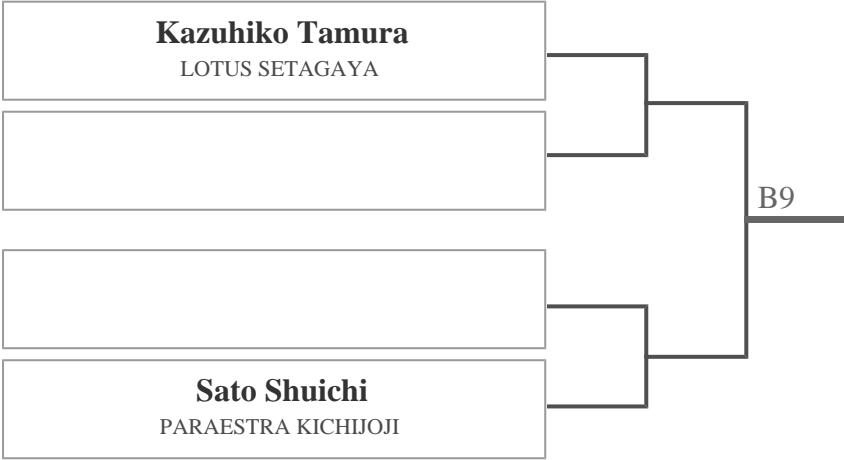 Kazuhiko Tamura
LOTUS SETAGAYA
B9
Sato Shuichi
PARAESTRA KICHIJOJI